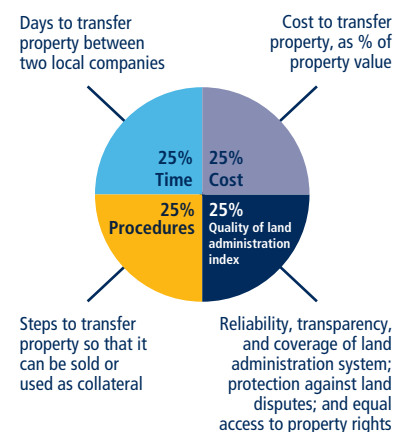 Days to transfer
property between
two local companies
Cost to transfer
property, as % of
property value
25%
Time
25%
Cost
25%
Procedures
25%
Quality of land
administration
index
Steps to transfer
property so that it
can be sold or
used as collateral
Reliability, transparency,
and coverage of land
administration system;
protection against land
disputes; and equal
access to property rights